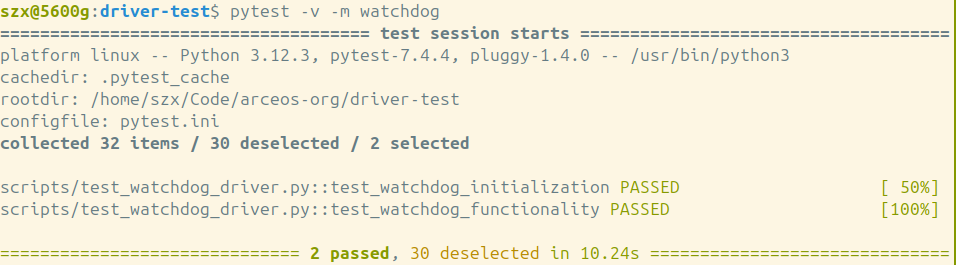 szx@5600g:driver-test$ pytest -v -m watchdog
===================================== test session starts =====================================
platform linux -- Python 3.12.3, pytest-7.4.4, pluggy-1.4.0 -- /usr/bin/python3
cachedir: .pytest_cache
rootdir: /home/szx/Code/arceos-org/driver-test
configfile: pytest.ini
collected 32 items / 30 deselected / 2 selected
scripts/test_watchdog_driver.py::test_watchdog_initialization PASSED [ 50%]
scripts/test_watchdog_driver.py::test_watchdog_functionality PASSED [100%]
============================== 2 passed, 30 deselected in 10.24s ==============================